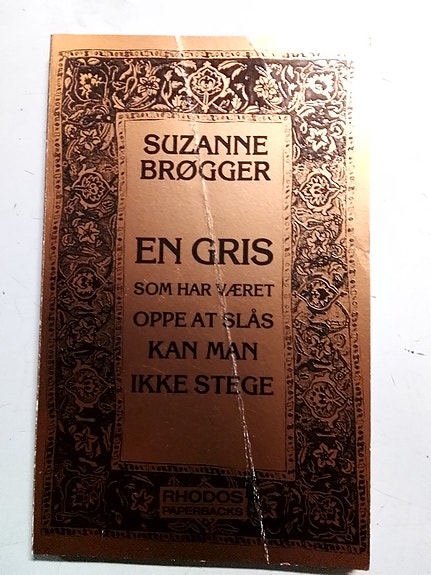 SUZANNE
BRØGGER
EN GRIS
SOM HAR VÆRET
OPPE AT SLÅS
KAN MAN
IKKE STEGE
RHODOS
PAPERBACKS